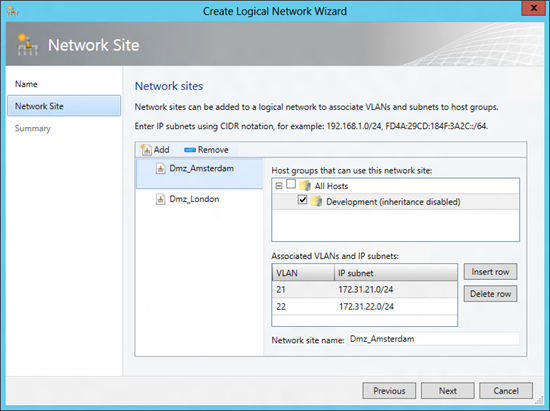 Create Logical Network Wizard
X
Network Site
Name
Network Site
Summary
Network sites
Network sites can be added to a logical network to associate VLANs and subnets to host groups.
Enter IP subnets using CIDR notation, for example: 192.168.1.0/24, FD4A:29CD:184F:3A2C::/64.
Add Remove
Dmz_Amsterdam
Dmz_London
Host groups that can use this network site:
All Hosts
Development (inheritance disabled)
Associated VLANs and IP subnets:
VLAN IP subnet
21 172.31.21.0/24
22 172.31.22.0/24
Insert row
Delete row
Network site name: Dmz_Amsterdam
Previous Next Cancel